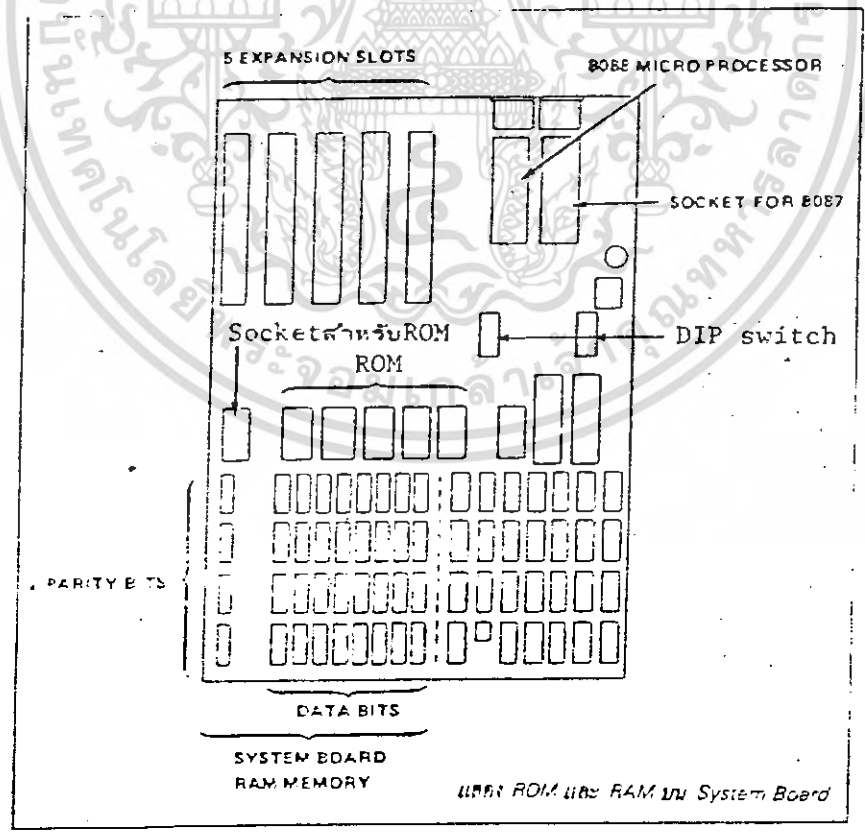 5 EXPANSION SLOTS
8088 MICRO PROCESSOR
SOCKET FOR 8087
SocketสำหรับROM
ROM
DIP switch
PARITY BITS
DATA BITS
SYSTEM BOARD
RAM MEMORY
แสดง ROM และ RAM บน System Board